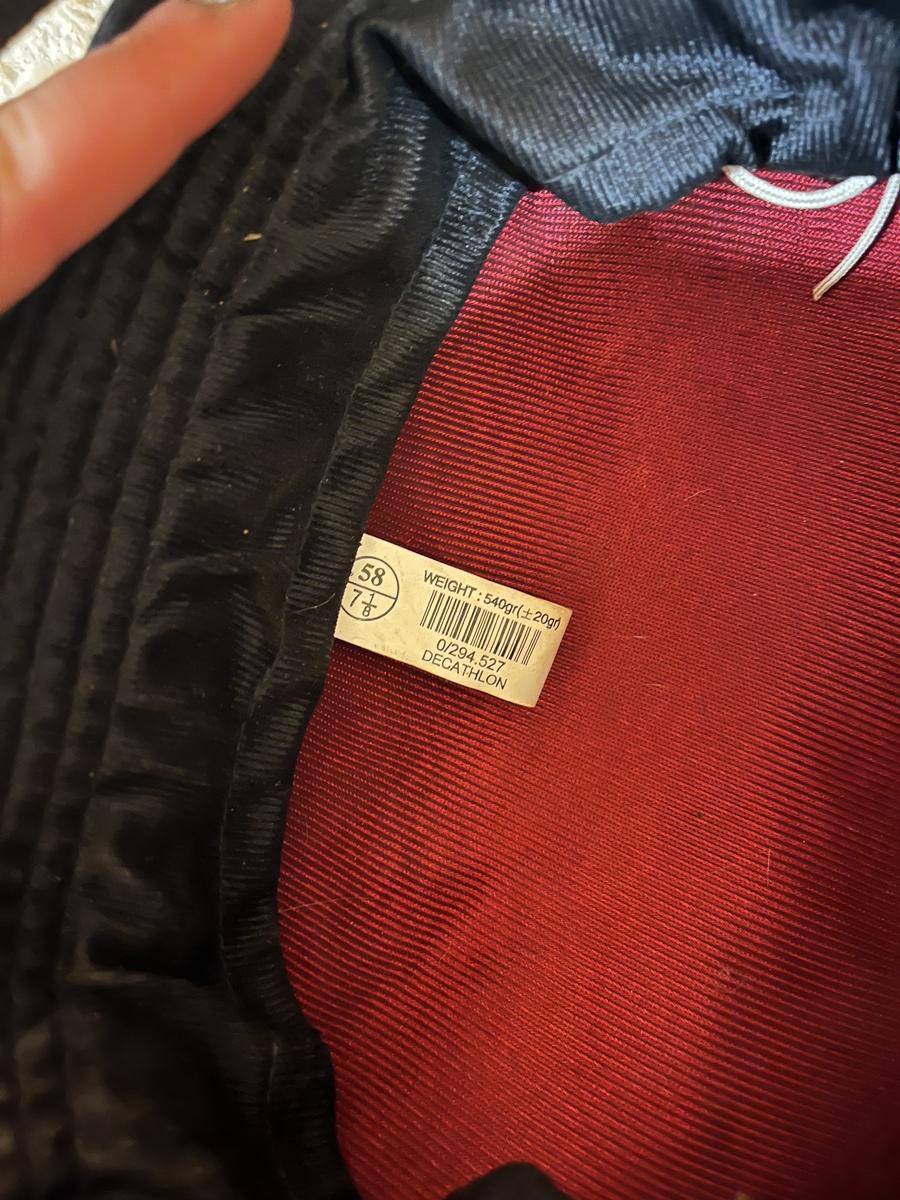 58
7 1/8
WEIGHT : 540gr(±20gr)
0/294.527
DECATHLON